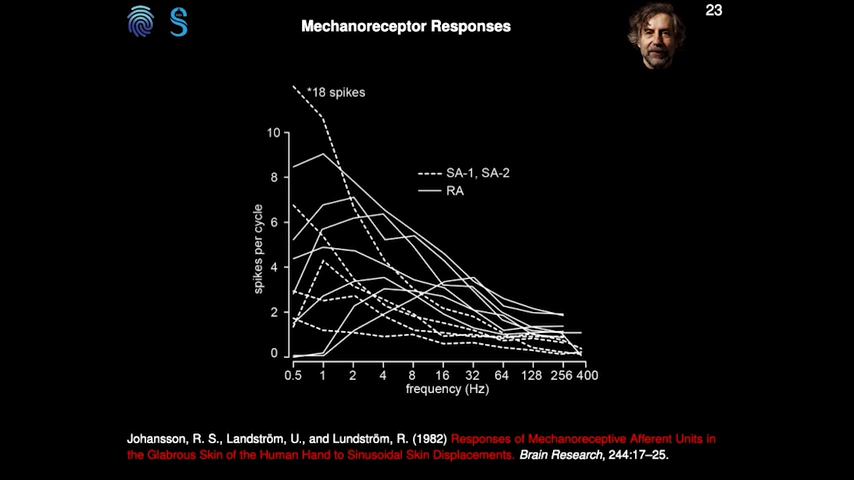 Mechanoreceptor Responses
23
*18 spikes
10
8
6
4
2
0
spikes per cycle
SA-1, SA-2
RA
0.5 1 2 4 8 16 32 64 128 256 400
frequency (Hz)
Johansson, R. S., Landström, U., and Lundström, R. (1982) Responses of Mechanoreceptive Afferent Units in
the Glabrous Skin of the Human Hand to Sinusoidal Skin Displacements. Brain Research, 244:17–25.